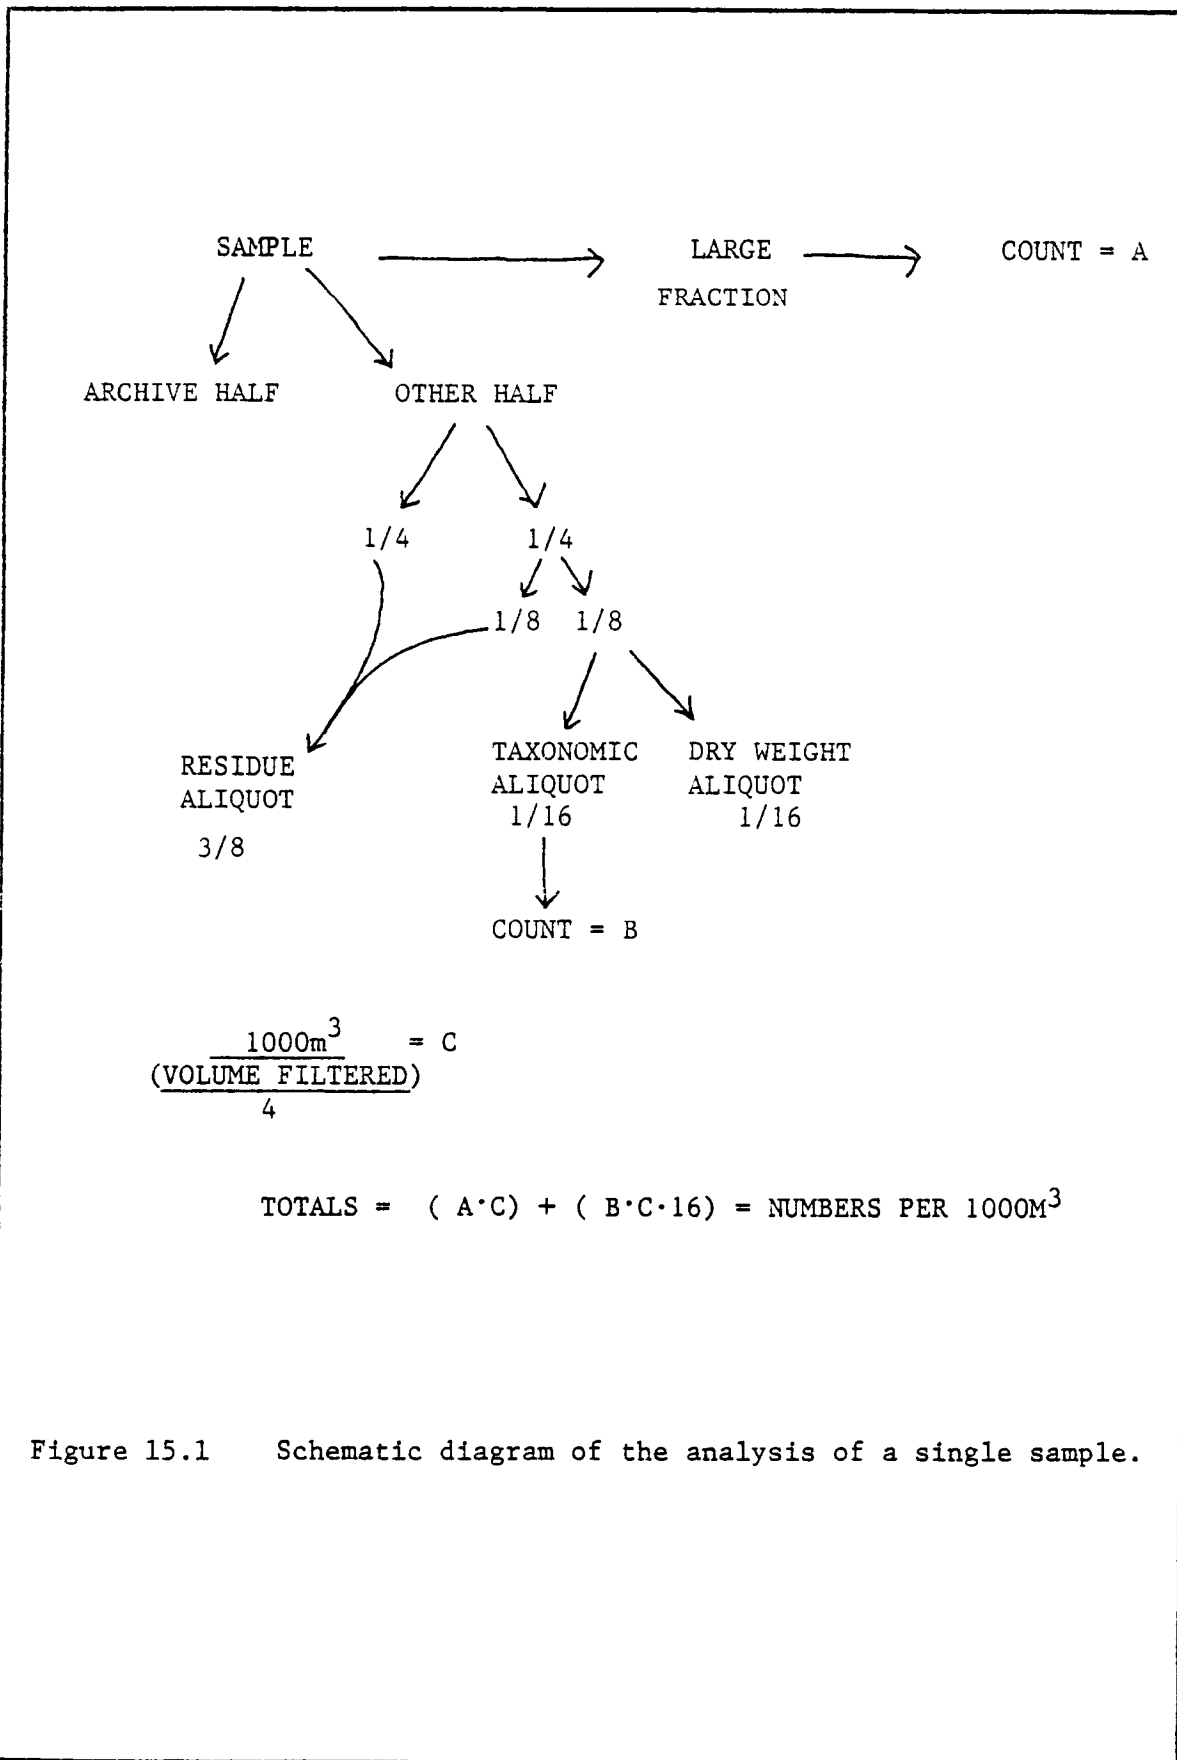 SAMPLE
LARGE
FRACTION
COUNT = A
ARCHIVE HALF
OTHER HALF
1/4
1/4
1/8
1/8
RESIDUE
ALIQUOT
3/8
TAXONOMIC
ALIQUOT
1/16
DRY WEIGHT
ALIQUOT
1/16
COUNT = B
1000m³ = C
(VOLUME FILTERED)
4
TOTALS = ( A·C) + ( B·C·16) = NUMBERS PER 1000M³
Figure 15.1 Schematic diagram of the analysis of a single sample.